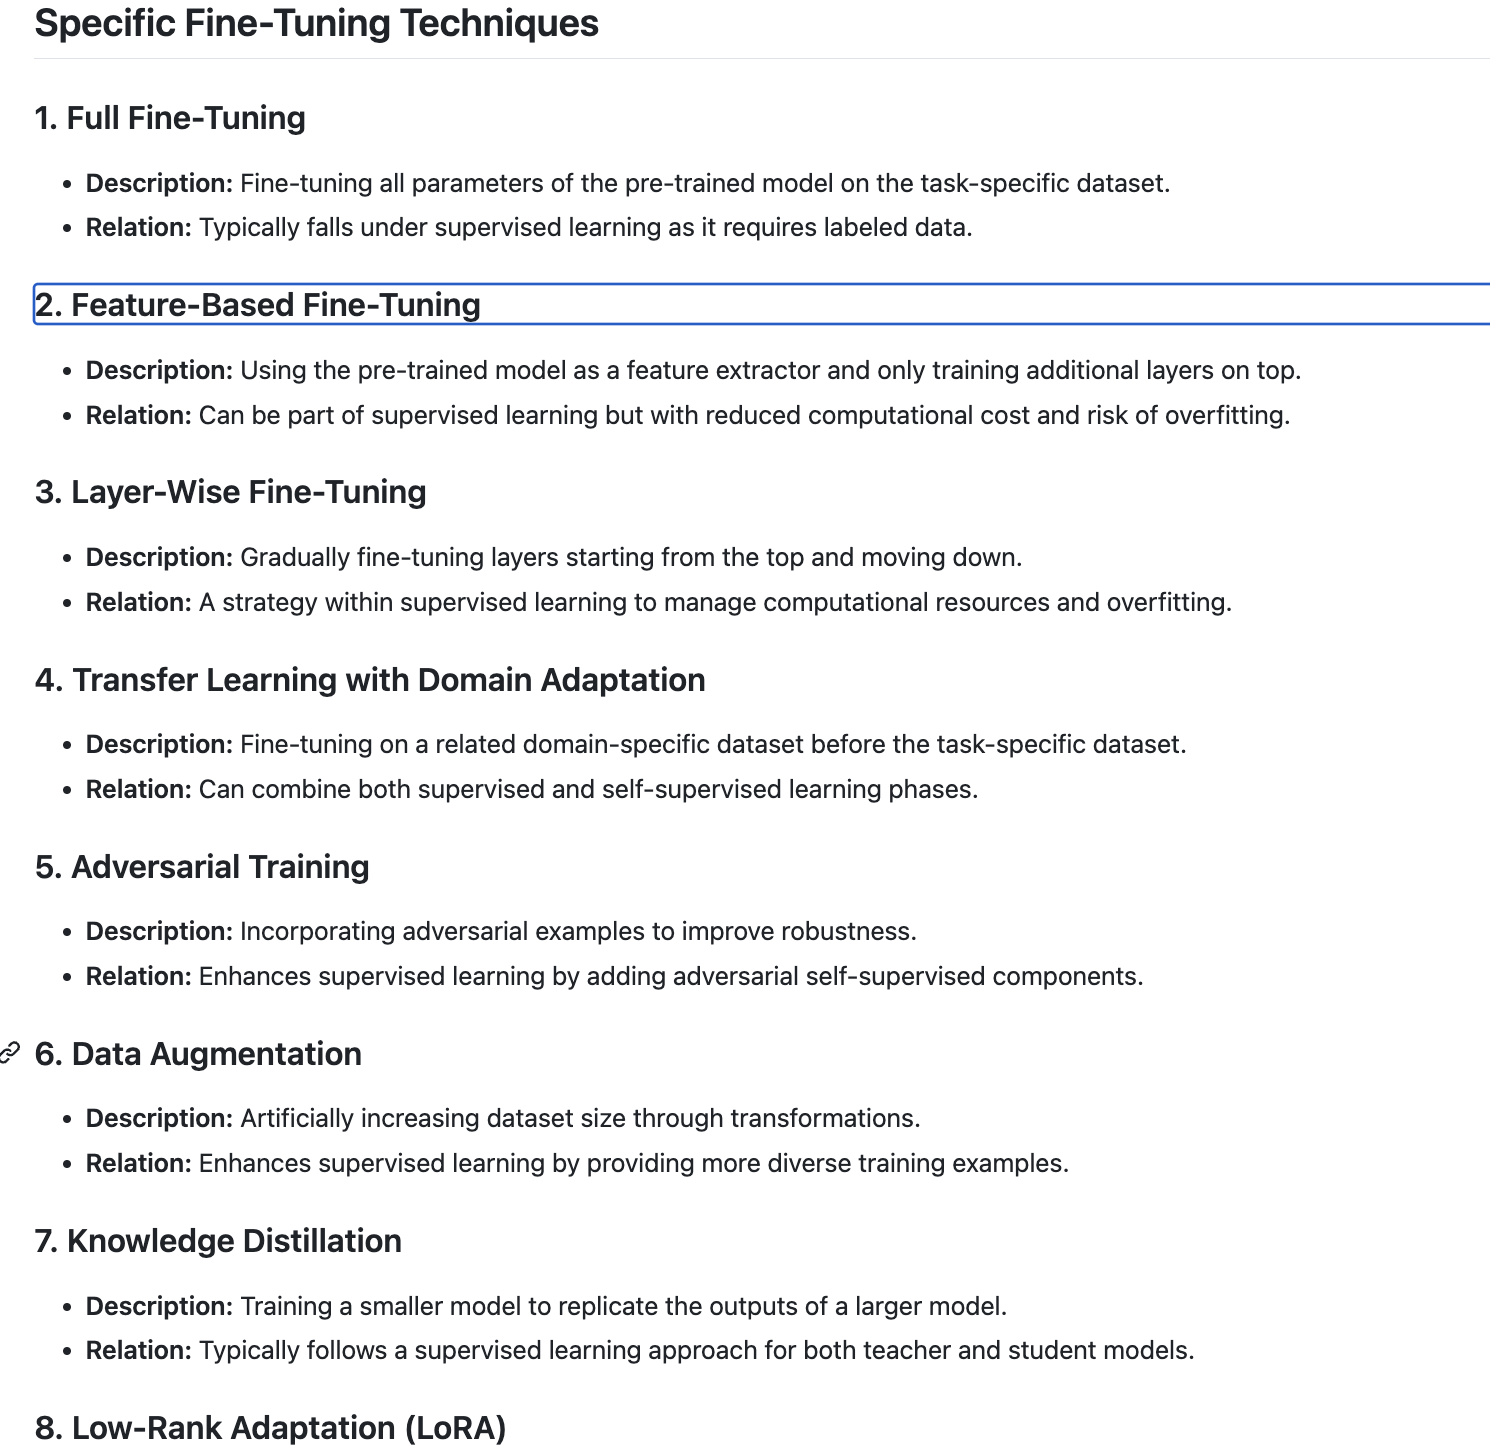 Specific Fine-Tuning Techniques
1. Full Fine-Tuning
• Description: Fine-tuning all parameters of the pre-trained model on the task-specific dataset.
• Relation: Typically falls under supervised learning as it requires labeled data.
2. Feature-Based Fine-Tuning
• Description: Using the pre-trained model as a feature extractor and only training additional layers on top.
• Relation: Can be part of supervised learning but with reduced computational cost and risk of overfitting.
3. Layer-Wise Fine-Tuning
• Description: Gradually fine-tuning layers starting from the top and moving down.
• Relation: A strategy within supervised learning to manage computational resources and overfitting.
4. Transfer Learning with Domain Adaptation
• Description: Fine-tuning on a related domain-specific dataset before the task-specific dataset.
• Relation: Can combine both supervised and self-supervised learning phases.
5. Adversarial Training
• Description: Incorporating adversarial examples to improve robustness.
• Relation: Enhances supervised learning by adding adversarial self-supervised components.
6. Data Augmentation
• Description: Artificially increasing dataset size through transformations.
• Relation: Enhances supervised learning by providing more diverse training examples.
7. Knowledge Distillation
• Description: Training a smaller model to replicate the outputs of a larger model.
• Relation: Typically follows a supervised learning approach for both teacher and student models.
8. Low-Rank Adaptation (LoRA)